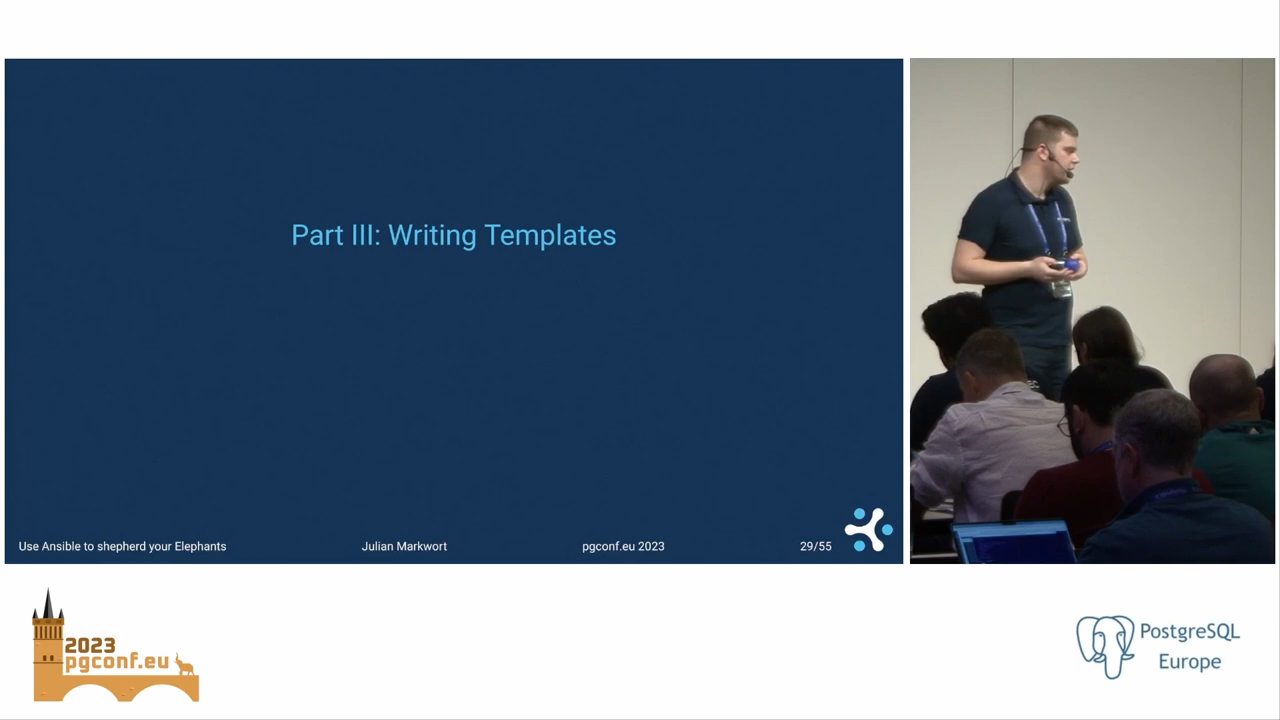 Part III: Writing Templates
Use Ansible to shepherd your Elephants
Julian Markwort
pgconf.eu 2023
29/55
2023
pgconf.eu
PostgreSQL
Europe